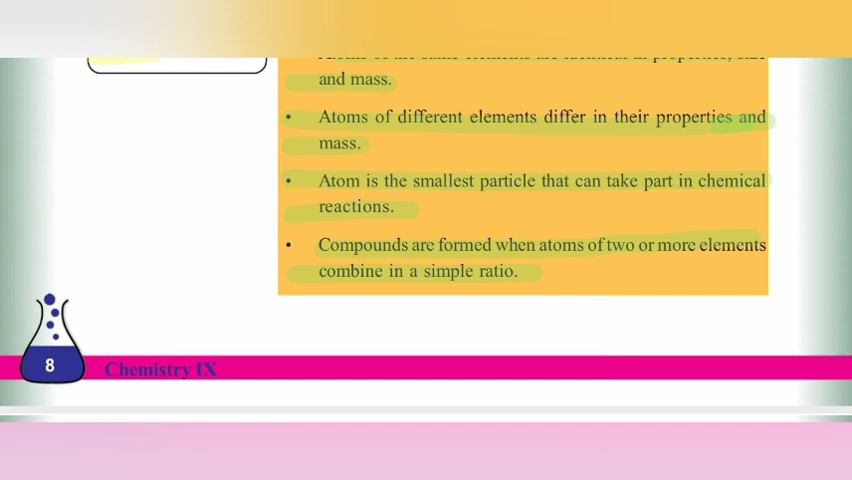 and mass.
• Atoms of different elements differ in their properties and
mass.
• Atom is the smallest particle that can take part in chemical
reactions.
• Compounds are formed when atoms of two or more elements
combine in a simple ratio.
8
Chemistry IX